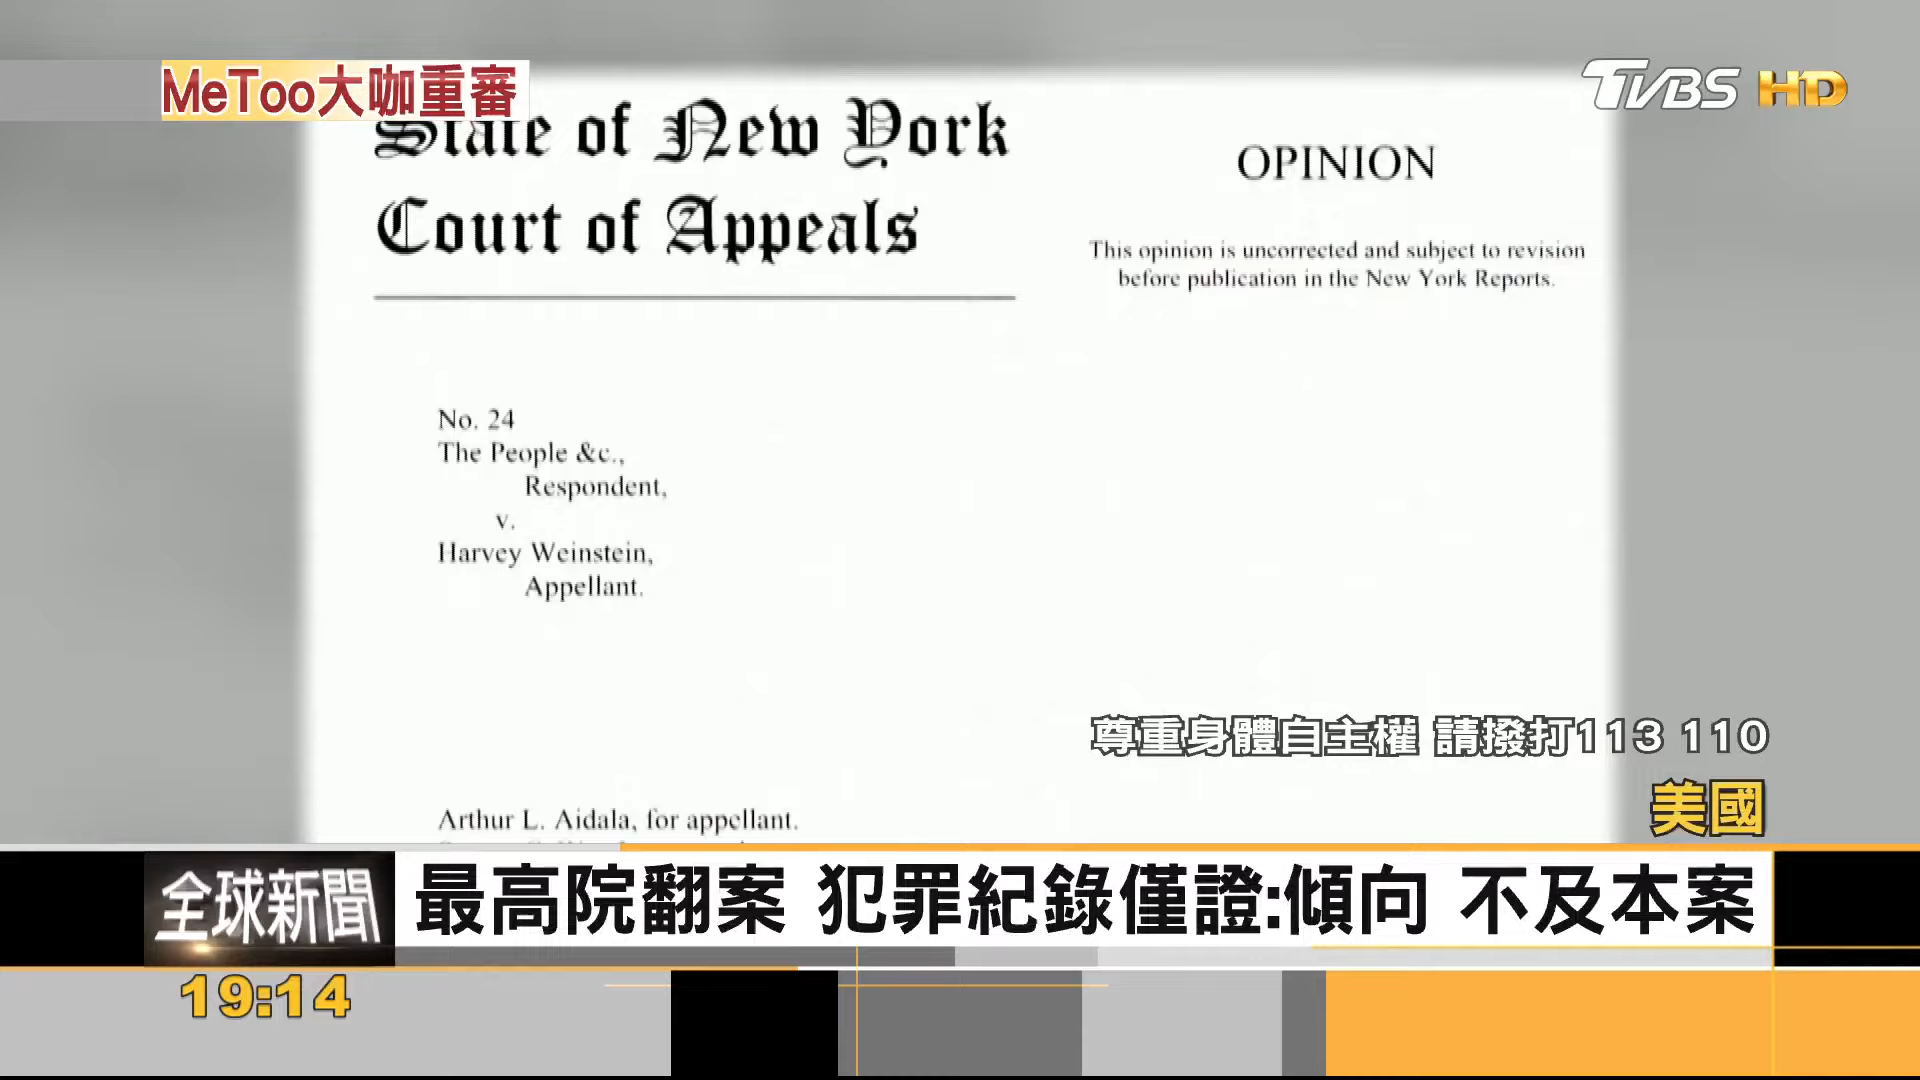 MeToo大咖重審
TVBS HD
State of New York
Court of Appeals
OPINION
This opinion is uncorrected and subject to revision
before publication in the New York Reports.
No. 24
The People &c.,
Respondent,
v.
Harvey Weinstein,
Appellant.
尊重身體自主權 請撥打113 110
美國
Arthur L. Aidala, for appellant.
全球新聞
最高院翻案 犯罪紀錄僅證:傾向 不及本案
19:14